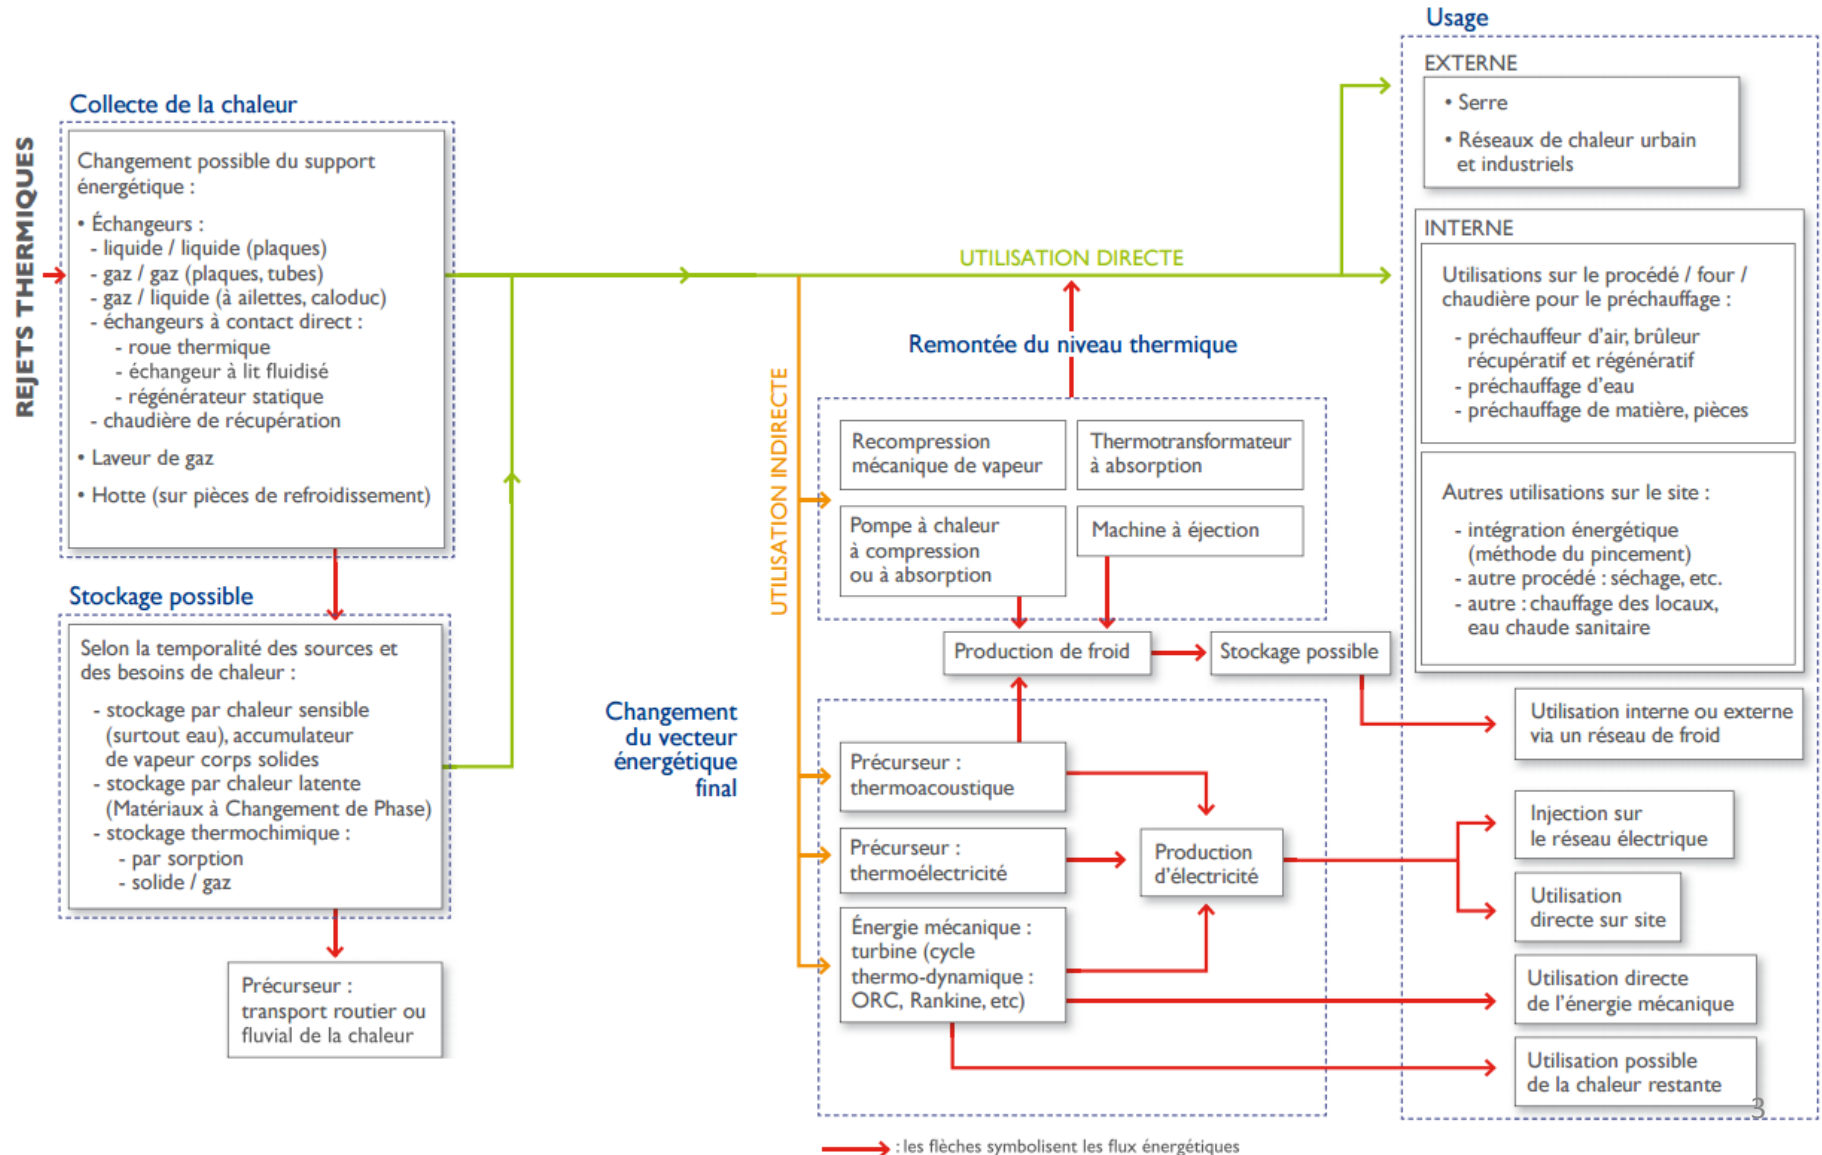 REJETS THERMIQUES
Collecte de la chaleur
Changement possible du support
énergétique :
• Échangeurs :
- liquide / liquide (plaques)
- gaz / gaz (plaques, tubes)
- gaz / liquide (à ailettes, caloduc)
- échangeurs à contact direct :
- roue thermique
- échangeur à lit fluidisé
- régénérateur statique
- chaudière de récupération
• Laveur de gaz
• Hotte (sur pièces de refroidissement)
Stockage possible
Selon la temporalité des sources et
des besoins de chaleur :
- stockage par chaleur sensible
(surtout eau), accumulateur
de vapeur corps solides
- stockage par chaleur latente
(Matériaux à Changement de Phase)
- stockage thermochimique :
- par sorption
- solide / gaz
Précurseur :
transport routier ou
fluvial de la chaleur
UTILISATION DIRECTE
UTILISATION INDIRECTE
Remontée du niveau thermique
Recompression
mécanique de vapeur
Thermotransformateur
à absorption
Pompe à chaleur
à compression
ou à absorption
Machine à éjection
Production de froid
Stockage possible
Changement
du vecteur
énergétique
final
Précurseur :
thermoacoustique
Précurseur :
thermoélectricité
Énergie mécanique :
turbine (cycle
thermo-dynamique :
ORC, Rankine, etc)
Production
d'électricité
Usage
EXTERNE
• Serre
• Réseaux de chaleur urbain
et industriels
INTERNE
Utilisations sur le procédé / four /
chaudière pour le préchauffage :
- préchauffeur d'air, brûleur
récupératif et régénératif
- préchauffage d'eau
- préchauffage de matière, pièces
Autres utilisations sur le site :
- intégration énergétique
(méthode du pincement)
- autre procédé : séchage, etc.
- autre : chauffage des locaux,
eau chaude sanitaire
Utilisation interne ou externe
via un réseau de froid
Injection sur
le réseau électrique
Utilisation
directe sur site
Utilisation directe
de l'énergie mécanique
Utilisation possible
de la chaleur restante
3
: les flèches symbolisent les flux énergétiques